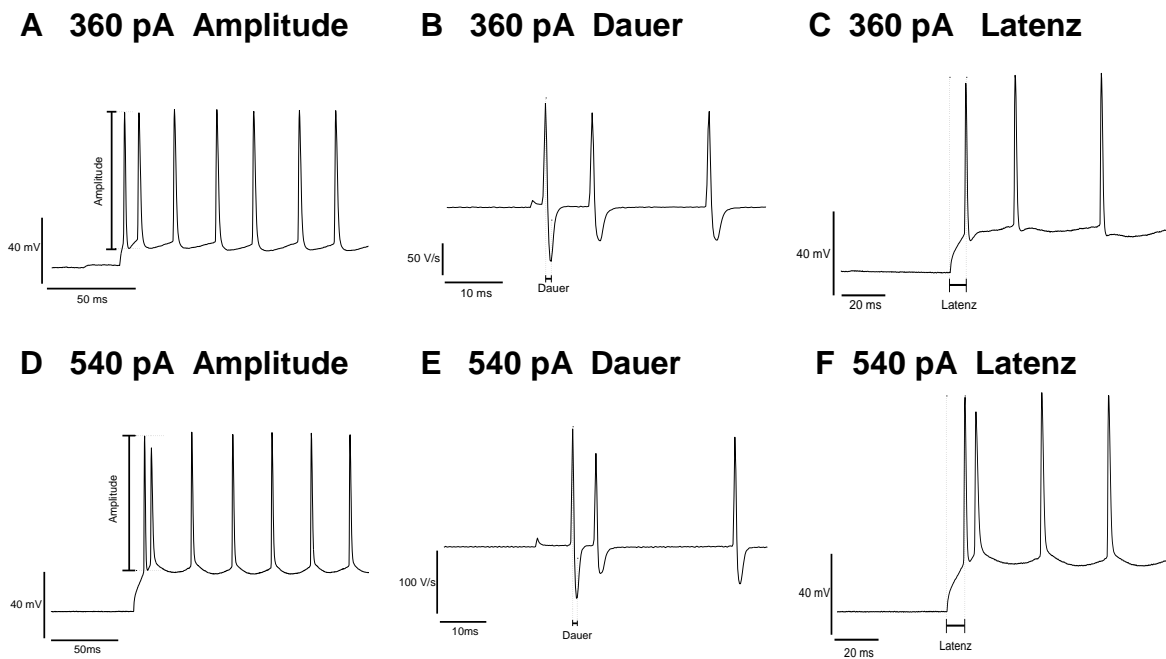 A 360 pA Amplitude
B 360 pA Dauer
C 360 pA Latenz
Amplitude
40 mV
50 ms
50 V/s
10 ms
Dauer
40 mV
20 ms
Latenz
D 540 pA Amplitude
E 540 pA Dauer
F 540 pA Latenz
Amplitude
40 mV
50ms
100 V/s
10ms
Dauer
40 mV
20 ms
Latenz